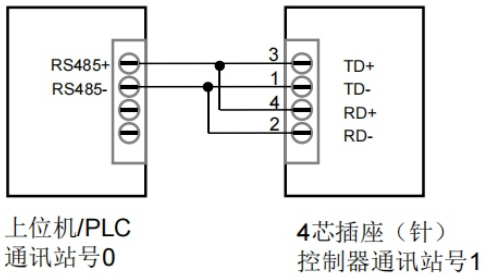 RS485+
RS485-
3
1
4
2
TD+
TD-
RD+
RD-
上位机/PLC
通讯站号0
4芯插座（针）
控制器通讯站号1